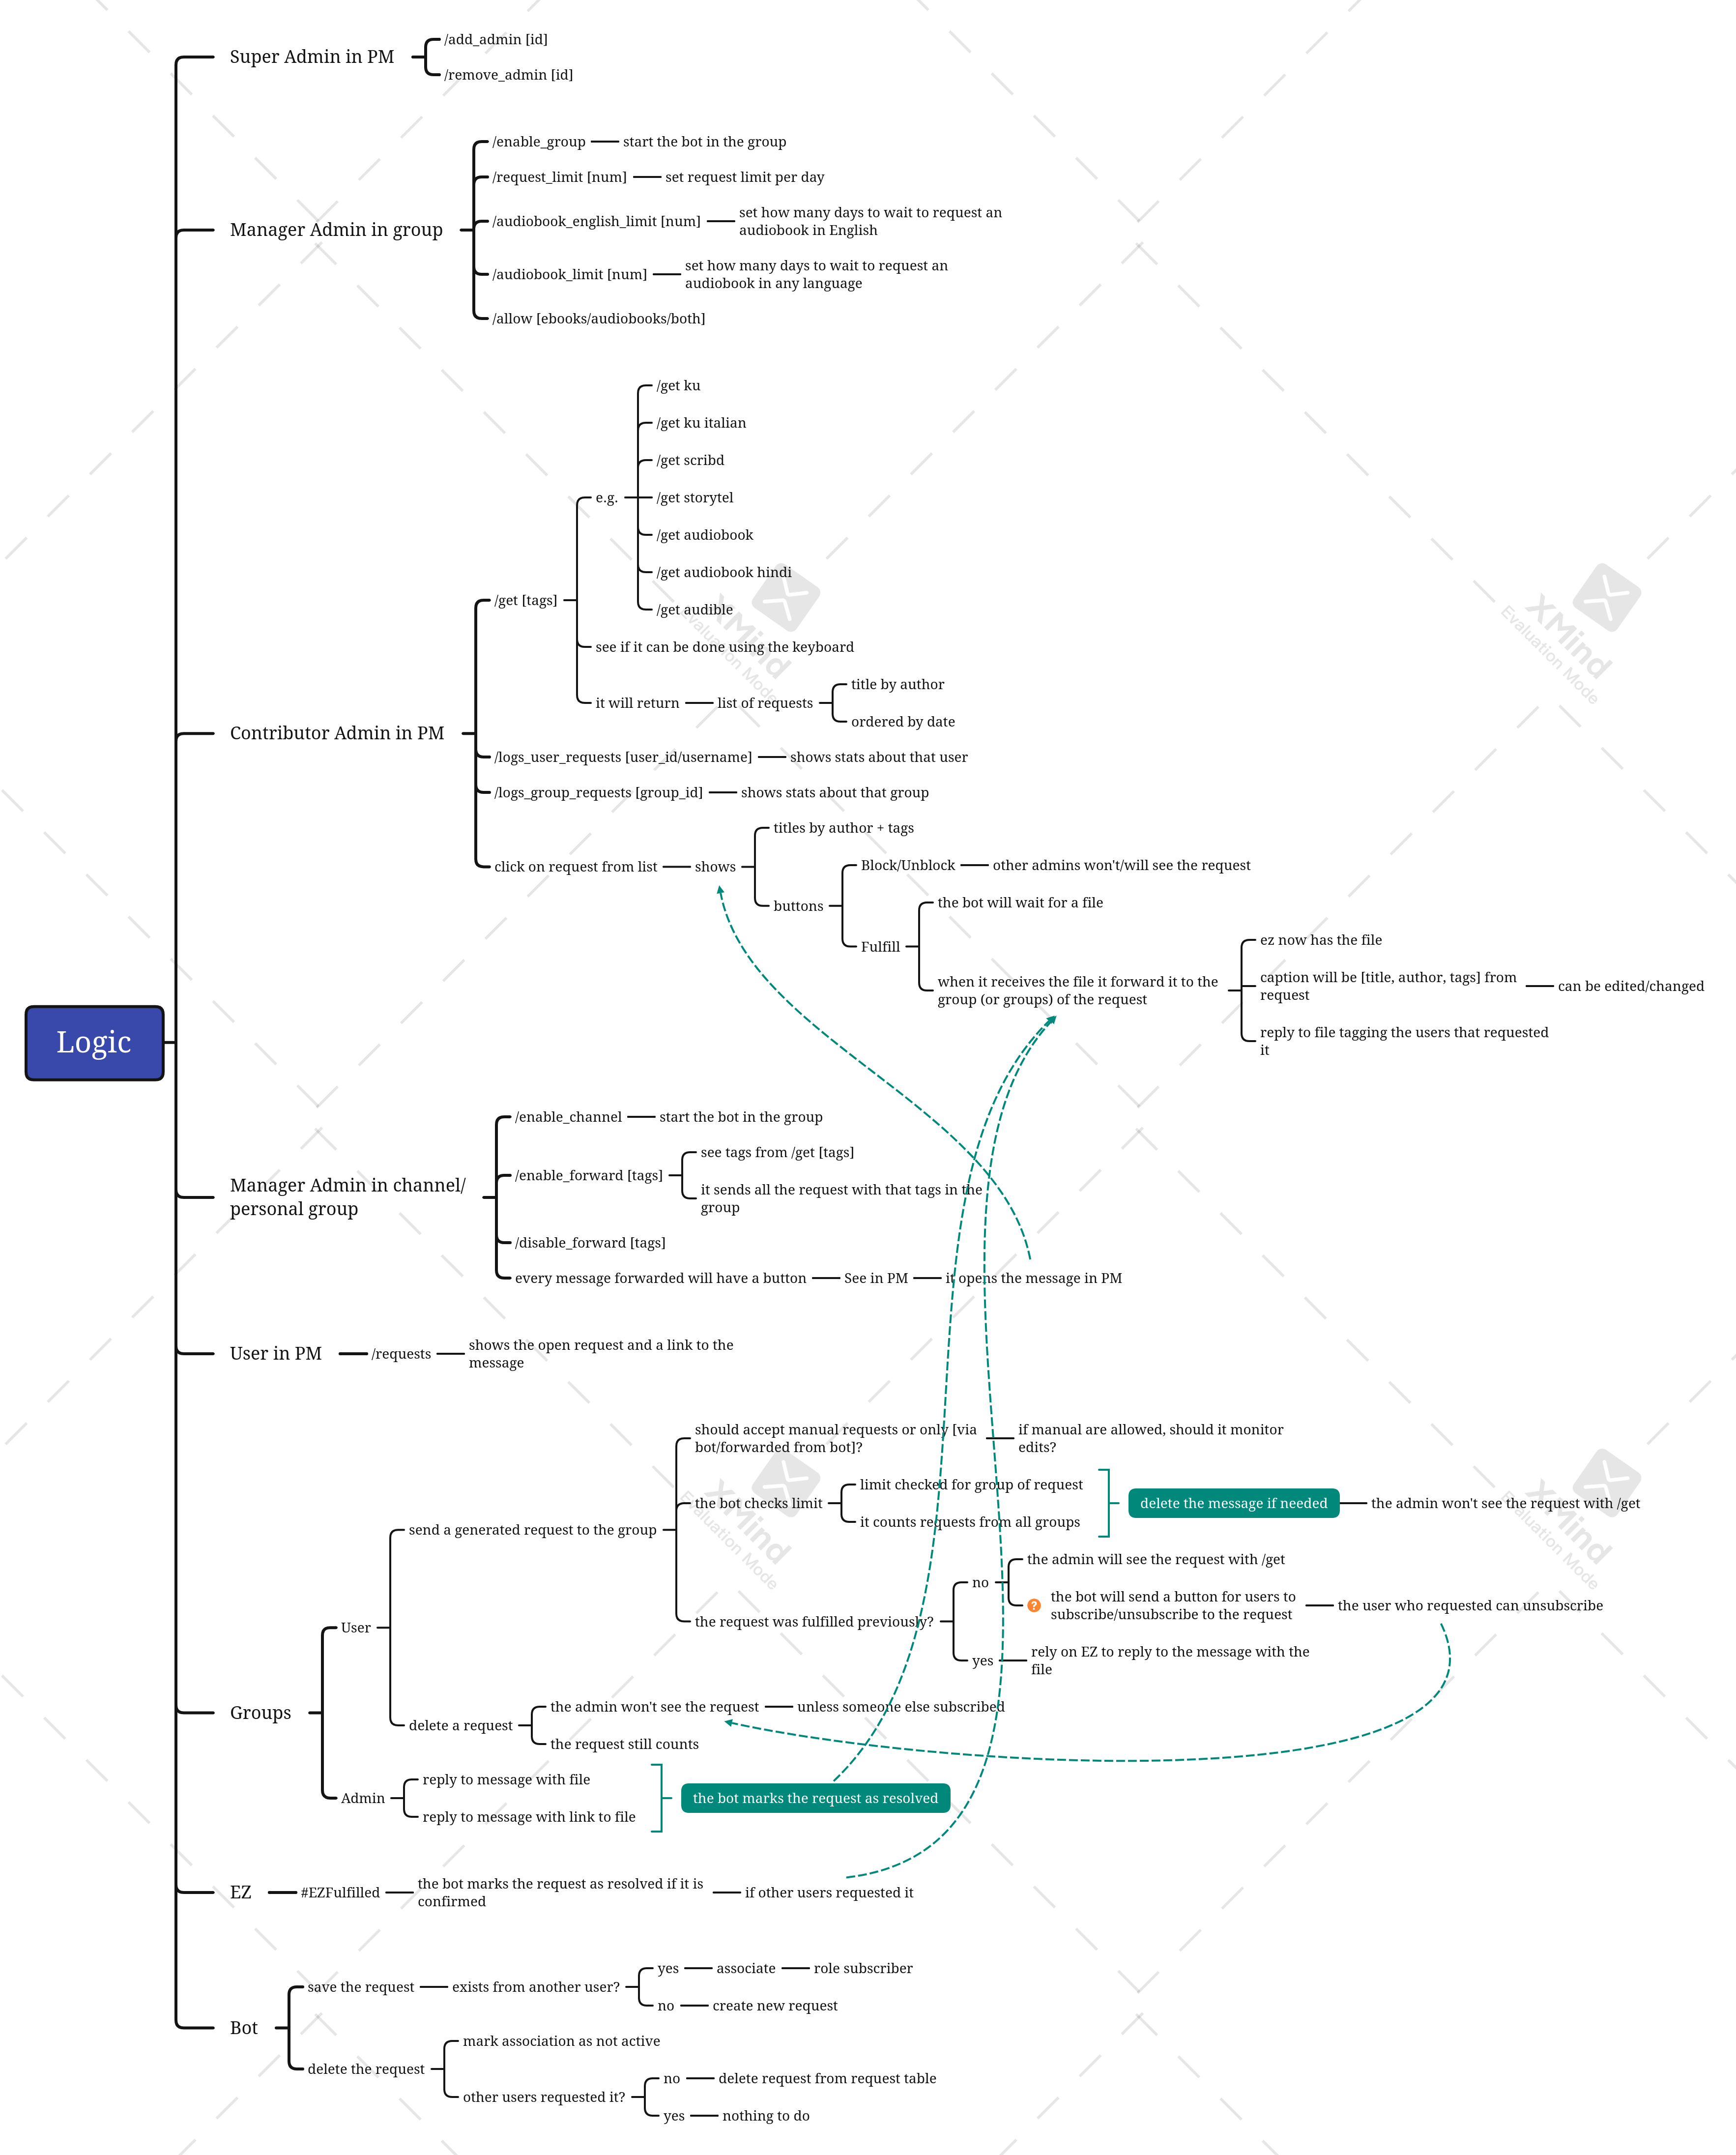 Logic
Super Admin in PM
/add_admin [id]
/remove_admin [id]
Manager Admin in group
/enable_group
start the bot in the group
/request_limit [num]
set request limit per day
/audiobook_english_limit [num]
set how many days to wait to request an
audiobook in English
/audiobook_limit [num]
set how many days to wait to request an
audiobook in any language
/allow [ebooks/audiobooks/both]
Contributor Admin in PM
/get [tags]
e.g.
/get ku
/get ku italian
/get scribd
/get storytel
/get audiobook
/get audiobook hindi
/get audible
see if it can be done using the keyboard
it will return
list of requests
title by author
ordered by date
/logs_user_requests [user_id/username]
shows stats about that user
/logs_group_requests [group_id]
shows stats about that group
click on request from list
shows
titles by author + tags
buttons
Block/Unblock
other admins won't/will see the request
Fulfill
the bot will wait for a file
when it receives the file it forward it to the
group (or groups) of the request
ez now has the file
caption will be [title, author, tags] from
request
can be edited/changed
reply to file tagging the users that requested
it
Manager Admin in channel/
personal group
/enable_channel
start the bot in the group
/enable_forward [tags]
see tags from /get [tags]
it sends all the request with that tags in the
group
/disable_forward [tags]
every message forwarded will have a button
See in PM
it opens the message in PM
User in PM
/requests
shows the open request and a link to the
message
Groups
User
send a generated request to the group
should accept manual requests or only [via
bot/forwarded from bot]?
if manual are allowed, should it monitor
edits?
the bot checks limit
limit checked for group of request
it counts requests from all groups
delete the message if needed
the admin won't see the request with /get
the request was fulfilled previously?
no
the admin will see the request with /get
?
the bot will send a button for users to
subscribe/unsubscribe to the request
the user who requested can unsubscribe
yes
rely on EZ to reply to the message with the
file
delete a request
the admin won't see the request
unless someone else subscribed
the request still counts
Admin
reply to message with file
reply to message with link to file
the bot marks the request as resolved
EZ
#EZFulfilled
the bot marks the request as resolved if it is
confirmed
if other users requested it
Bot
save the request
exists from another user?
yes
associate
role subscriber
no
create new request
delete the request
mark association as not active
other users requested it?
no
delete request from request table
yes
nothing to do
XMind
Evaluation Mode
XMind
Evaluation Mode
XMind
Evaluation Mode
XMind
Evaluation Mode